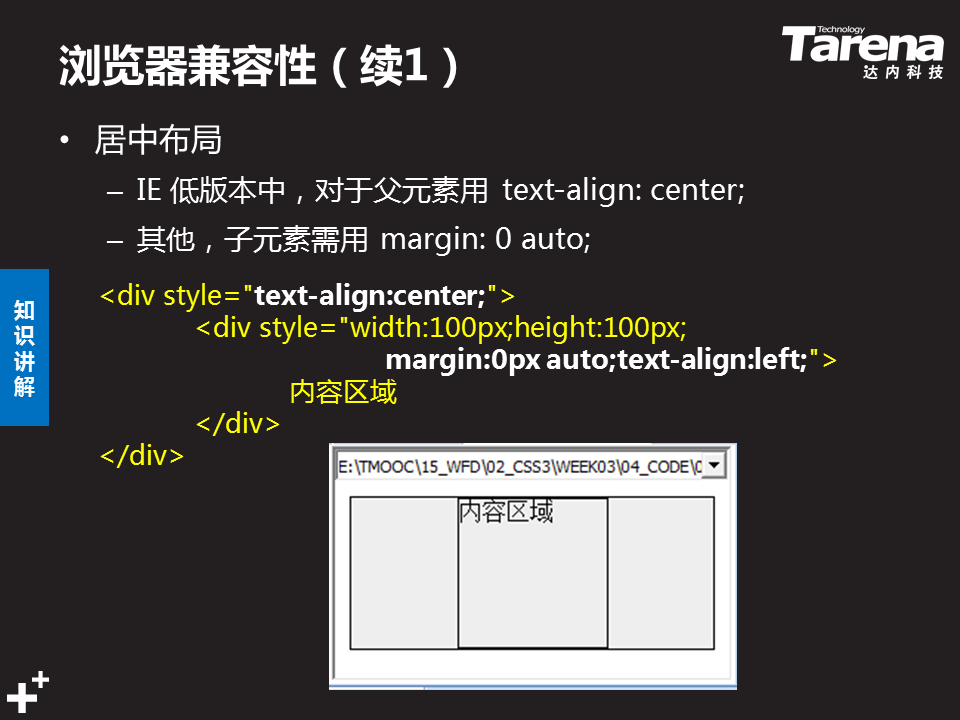 浏览器兼容性（续1）
Technology
Tarena
达内科技
• 居中布局
– IE 低版本中，对于父元素用 text-align: center;
– 其他，子元素需用 margin: 0 auto;
知识讲解
<div style="text-align:center;">
<div style="width:100px;height:100px;
margin:0px auto;text-align:left;">
内容区域
</div>
</div>
E:\TMOOC\15_WFD\02_CSS3\WEEK03\04_CODE\
内容区域